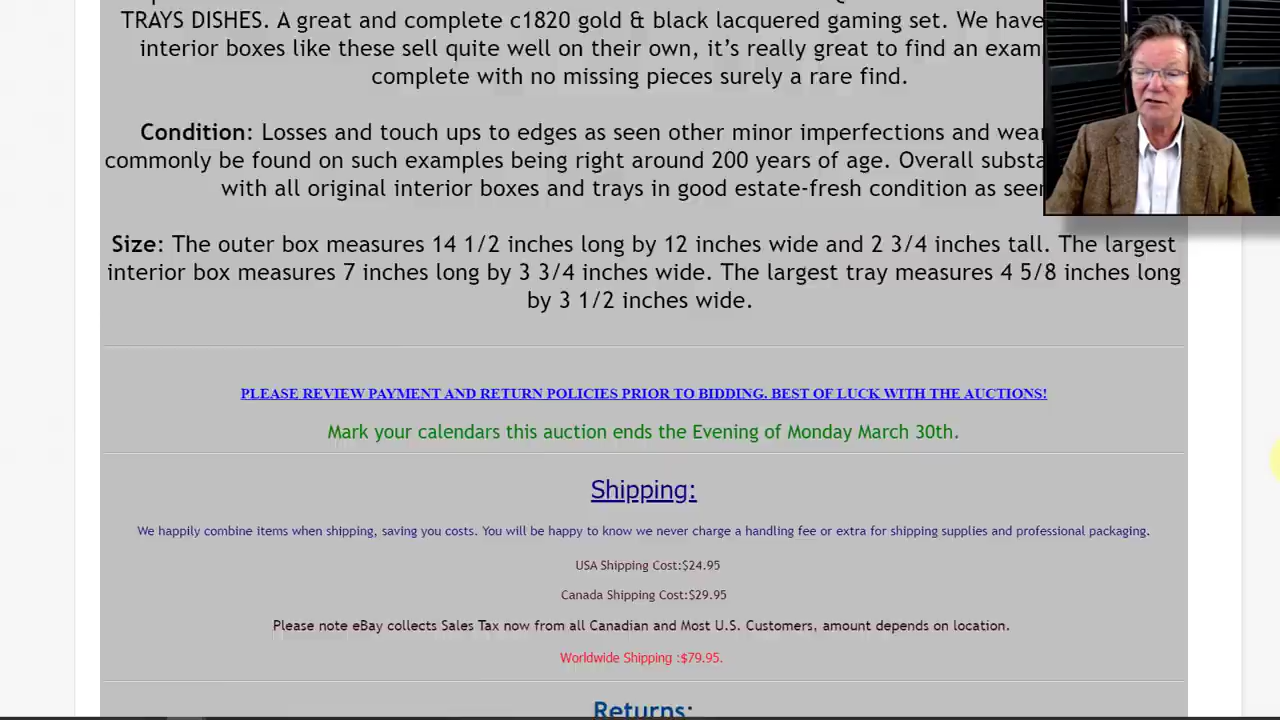 TRAYS DISHES. A great and complete c1820 gold & black lacquered gaming set. We have
interior boxes like these sell quite well on their own, it's really great to find an
complete with no missing pieces surely a rare find.
Condition: Losses and touch ups to edges as seen other minor imperfections and
commonly be found on such examples being right around 200 years of age. Overall
with all original interior boxes and trays in good estate-fresh condition as
Size: The outer box measures 14 1/2 inches long by 12 inches wide and 2 3/4 inches tall. The largest
interior box measures 7 inches long by 3 3/4 inches wide. The largest tray measures 4 5/8 inches long
by 3 1/2 inches wide.
PLEASE REVIEW PAYMENT AND RETURN POLICIES PRIOR TO BIDDING. BEST OF LUCK WITH THE AUCTIONS!
Mark your calendars this auction ends the Evening of Monday March 30th.
Shipping:
We happily combine items when shipping, saving you costs. You will be happy to know we never charge a handling fee or extra for shipping supplies and professional packaging.
USA Shipping Cost:$24.95
Canada Shipping Cost:$29.95
Please note eBay collects Sales Tax now from all Canadian and Most U.S. Customers, amount depends on location.
Worldwide Shipping :$79.95.
Returns: